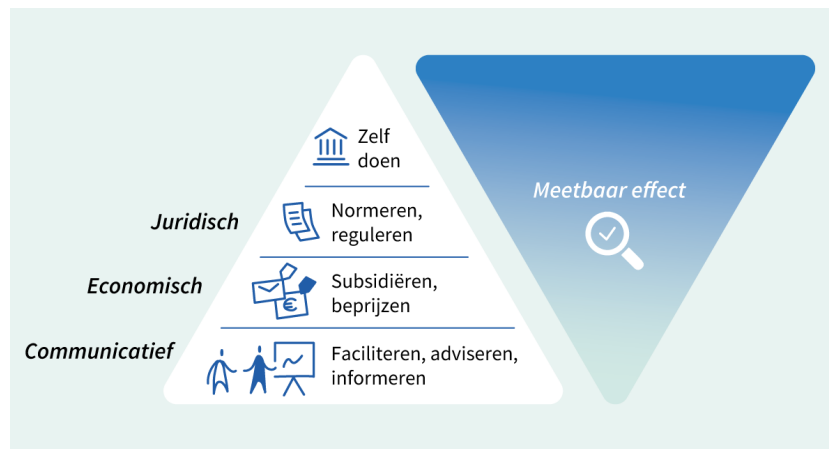 Zelf
doen
Juridisch
Normeren,
reguleren
Economisch
Subsidiëren,
beprijzen
Communicatief
Faciliteren, adviseren,
informeren
Meetbaar effect